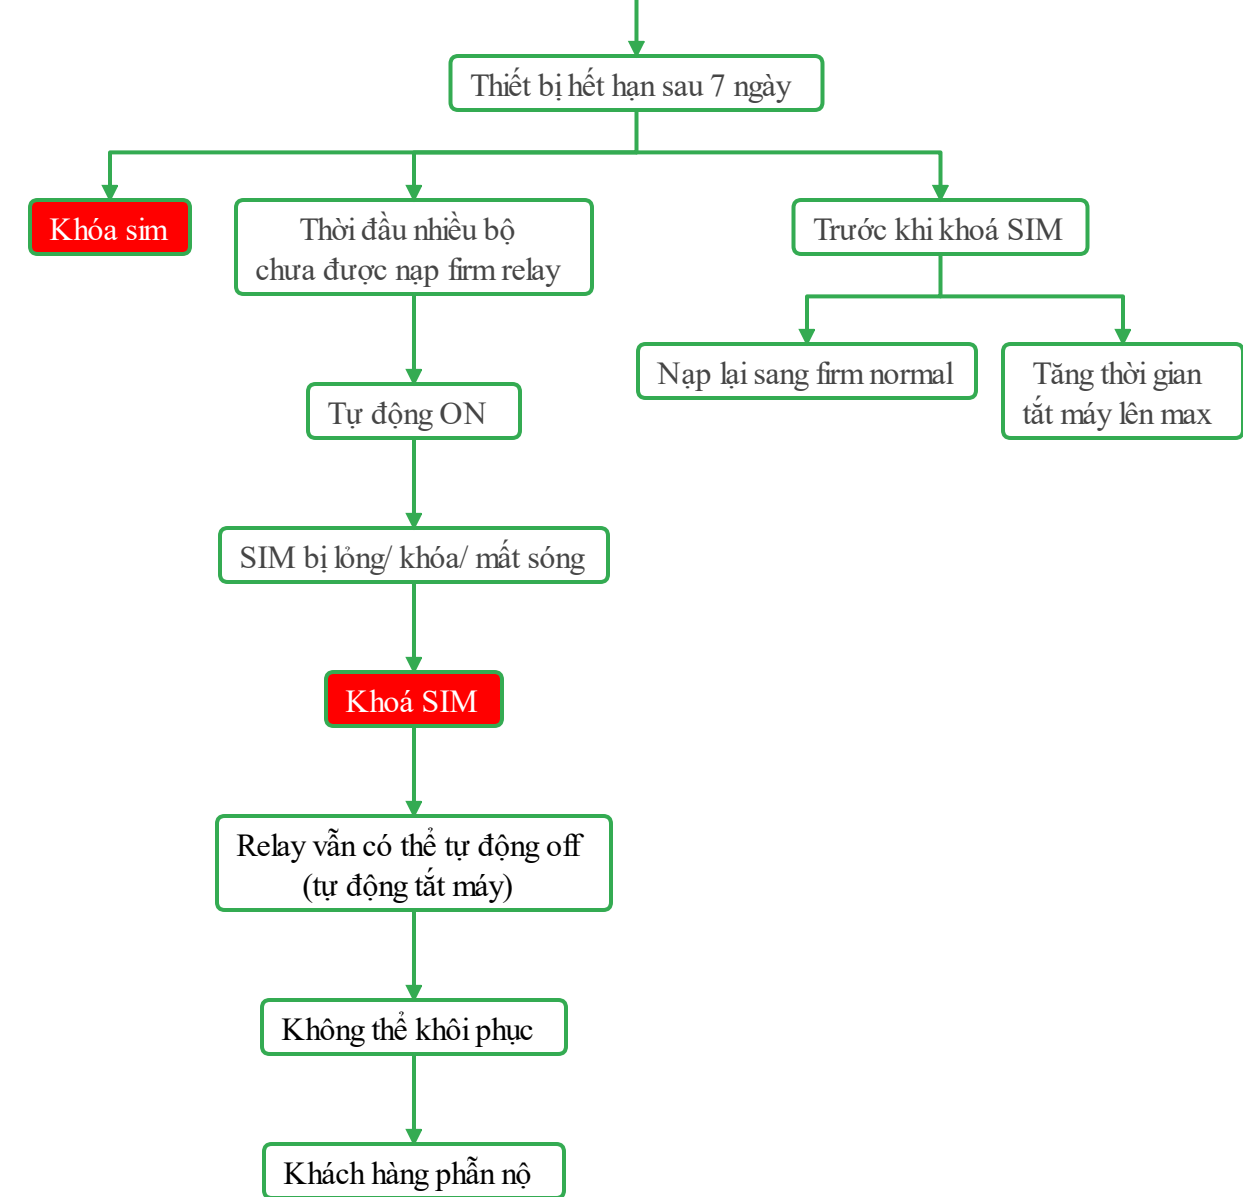 Thiết bị hết hạn sau 7 ngày
Khóa sim
Thời đầu nhiều bộ
chưa được nạp firm relay
Trước khi khoá SIM
Nạp lại sang firm normal
Tăng thời gian
tắt máy lên max
Tự động ON
SIM bị lỏng/ khóa/ mất sóng
Khoá SIM
Relay vẫn có thể tự động off
(tự động tắt máy)
Không thể khôi phục
Khách hàng phẫn nộ